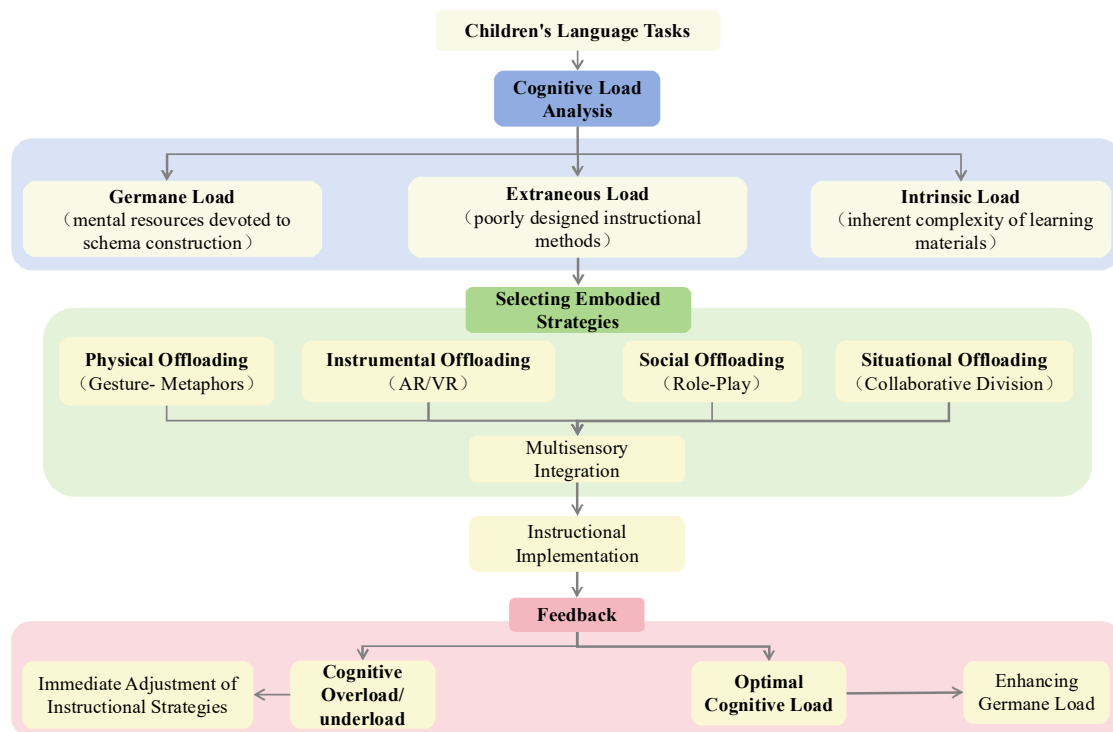 Children's Language Tasks
Cognitive Load
Analysis
Germane Load
（mental resources devoted to
schema construction）
Extraneous Load
（poorly designed instructional
methods）
Intrinsic Load
（inherent complexity of learning
materials）
Selecting Embodied
Strategies
Physical Offloading
（Gesture- Metaphors）
Instrumental Offloading
（AR/VR）
Social Offloading
（Role-Play）
Situational Offloading
（Collaborative Division）
Multisensory
Integration
Instructional
Implementation
Feedback
Immediate Adjustment of
Instructional Strategies
Cognitive
Overload/
underload
Optimal
Cognitive Load
Enhancing
Germane Load